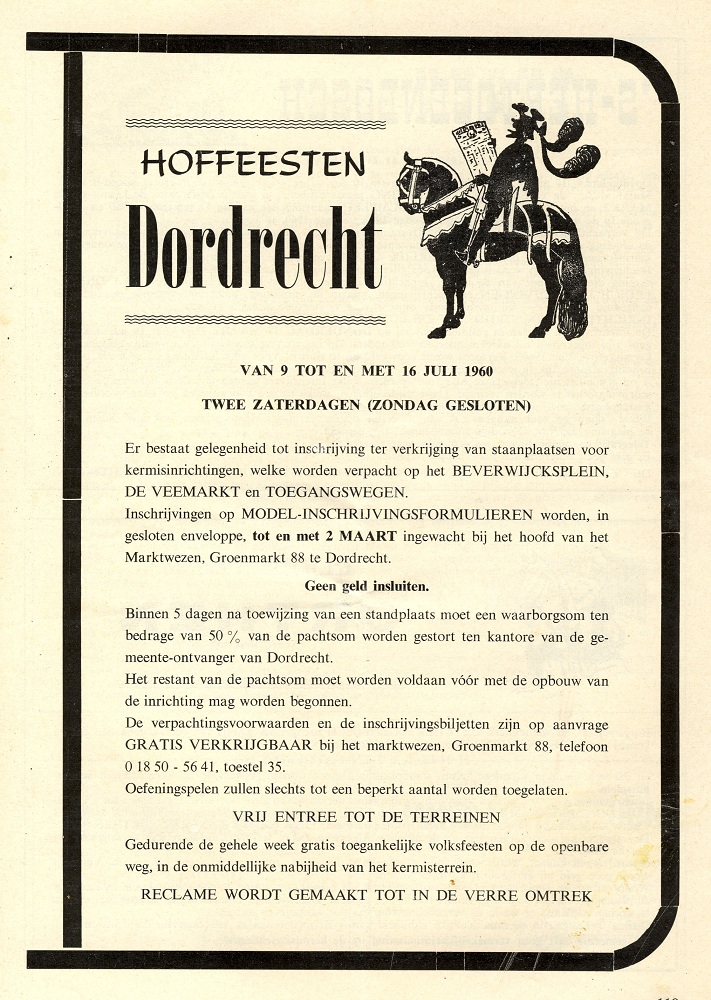 HOFFEESTEN
Dordrecht
VAN 9 TOT EN MET 16 JULI 1960
TWEE ZATERDAGEN (ZONDAG GESLOTEN)
Er bestaat gelegenheid tot inschrijving ter verkrijging van staanplaatsen voor
kermisinrichtingen, welke worden verpacht op het BEVERWIJCKSPLEIN,
DE VEEMARKT en TOEGANGSWEGEN.
Inschrijvingen op MODEL-INSCHRIJVINGSFORMULIEREN worden, in
gesloten enveloppe, tot en met 2 MAART ingewacht bij het hoofd van het
Marktwezen, Groenmarkt 88 te Dordrecht.
Geen geld insluiten.
Binnen 5 dagen na toewijzing van een standplaats moet een waarborgsom ten
bedrage van 50 % van de pachtsom worden gestort ten kantore van de ge-
meente-ontvanger van Dordrecht.
Het restant van de pachtsom moet worden voldaan vóór met de opbouw van
de inrichting mag worden begonnen.
De verpachtingsvoorwaarden en de inschrijvingsbiljetten zijn op aanvrage
GRATIS VERKRIJGBAAR bij het marktwezen, Groenmarkt 88, telefoon
0 18 50 - 56 41, toestel 35.
Oefeningspelen zullen slechts tot een beperkt aantal worden toegelaten.
VRIJ ENTREE TOT DE TERREINEN
Gedurende de gehele week gratis toegankelijke volksfeesten op de openbare
weg, in de onmiddellijke nabijheid van het kermisterrein.
RECLAME WORDT GEMAAKT TOT IN DE VERRE OMTREK